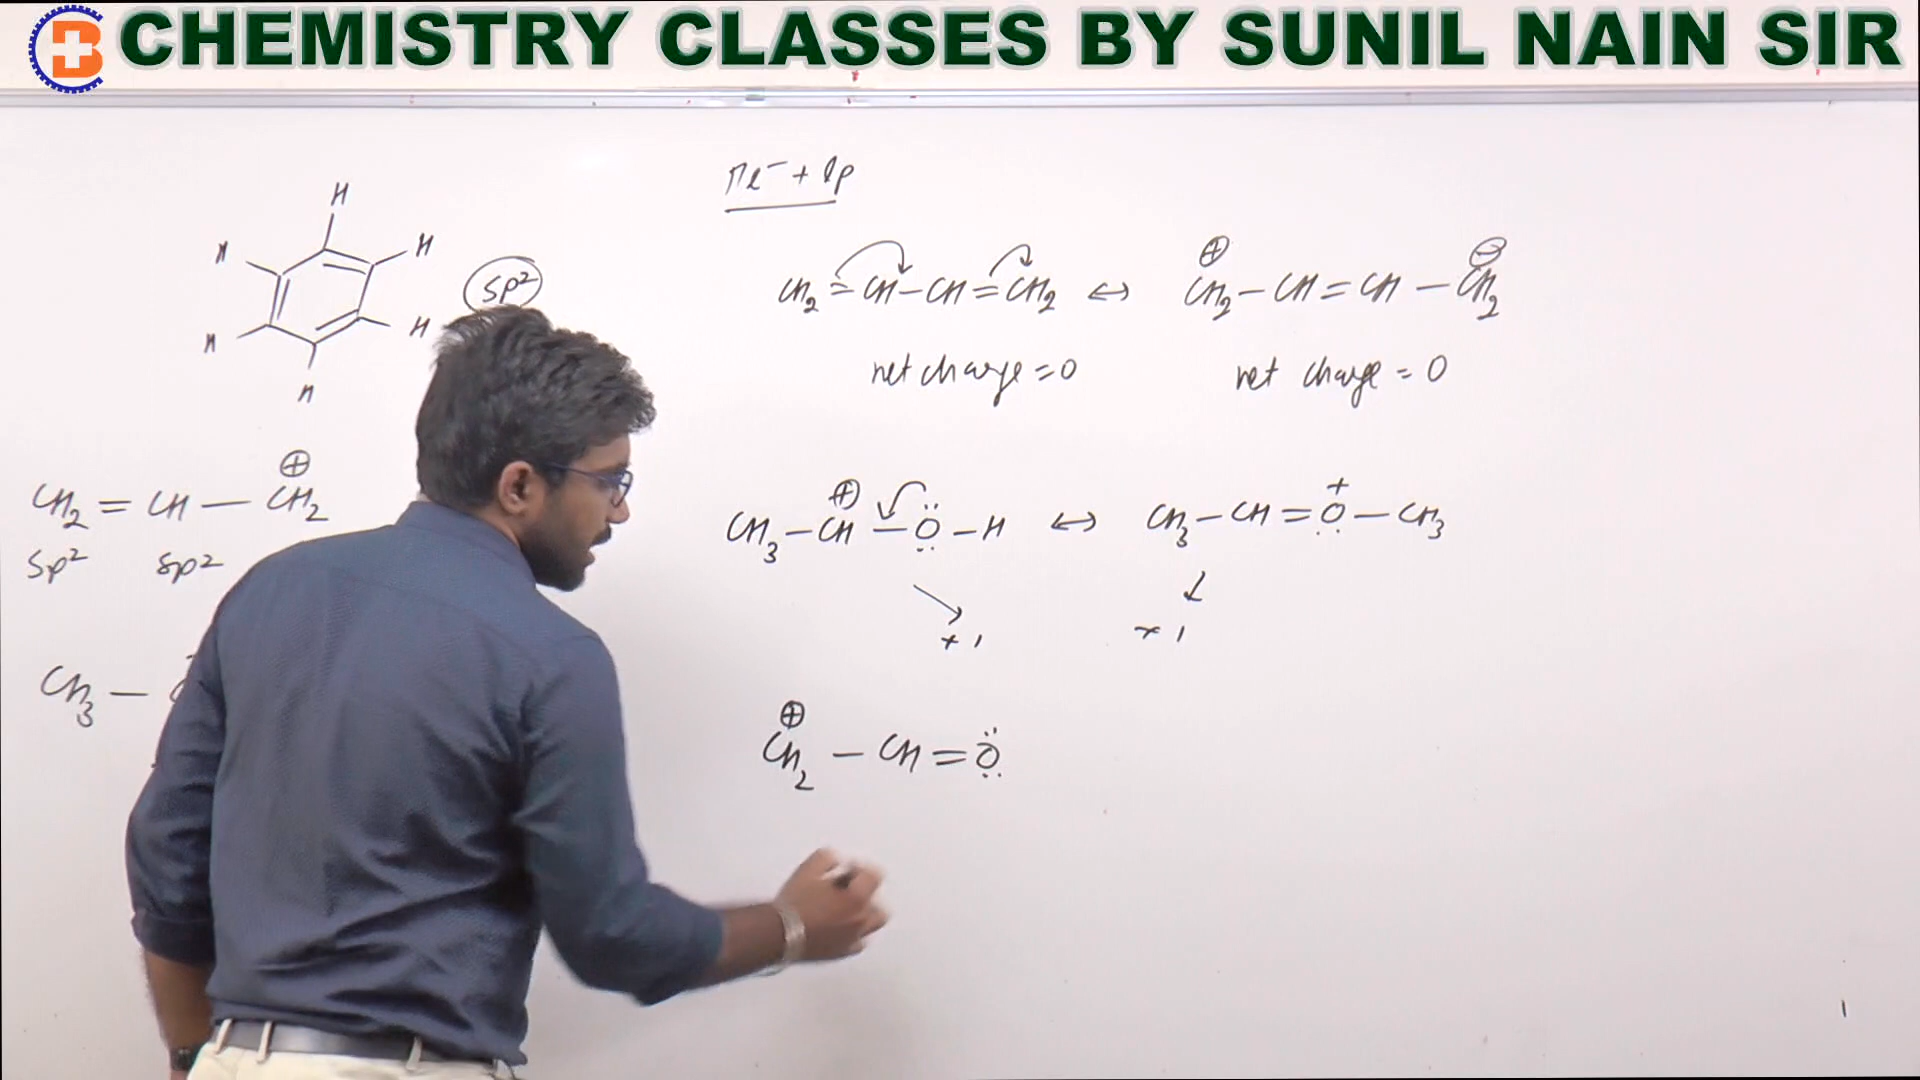 B
CHEMISTRY CLASSES BY SUNIL NAIN SIR
πe⁻ + lp
H
H
H
H
H
H
sp²
CH₂ = CH – CH = CH₂ ↔ ⊕CH₂ – CH = CH – ⊖CH₂
net charge = 0 net charge = 0
CH₂ = CH – ⊕CH₂
sp² sp²
CH₃ – ⊕CH – Ö – H ↔ CH₃ – CH = O⁺ – CH₃
+1 +1
CH₃ –
⊕CH₂ – CH = Ö